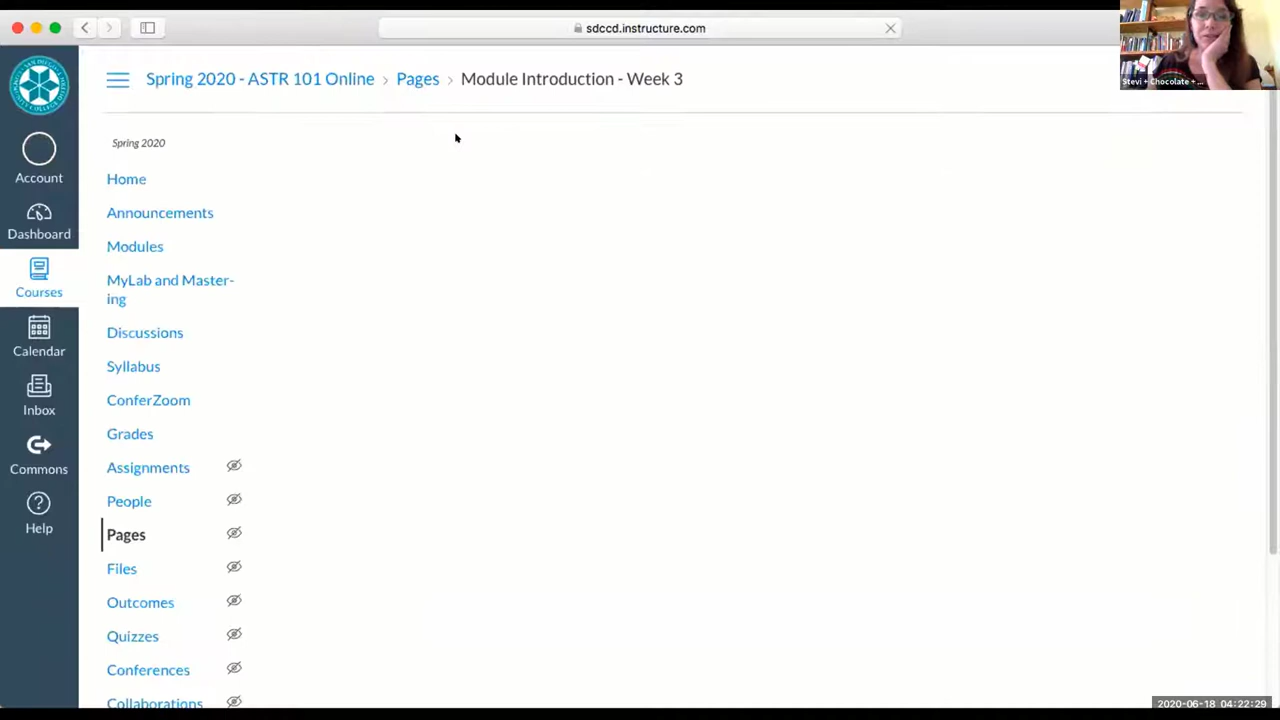 sdccd.instructure.com
Stevi + Chocolate + ...
Spring 2020 - ASTR 101 Online › Pages › Module Introduction - Week 3
Spring 2020
Account
Dashboard
Courses
Calendar
Inbox
Commons
Help
Home
Announcements
Modules
MyLab and Master-
ing
Discussions
Syllabus
ConferZoom
Grades
Assignments
People
Pages
Files
Outcomes
Quizzes
Conferences
Collaborations
2020-06-18 04:22:29